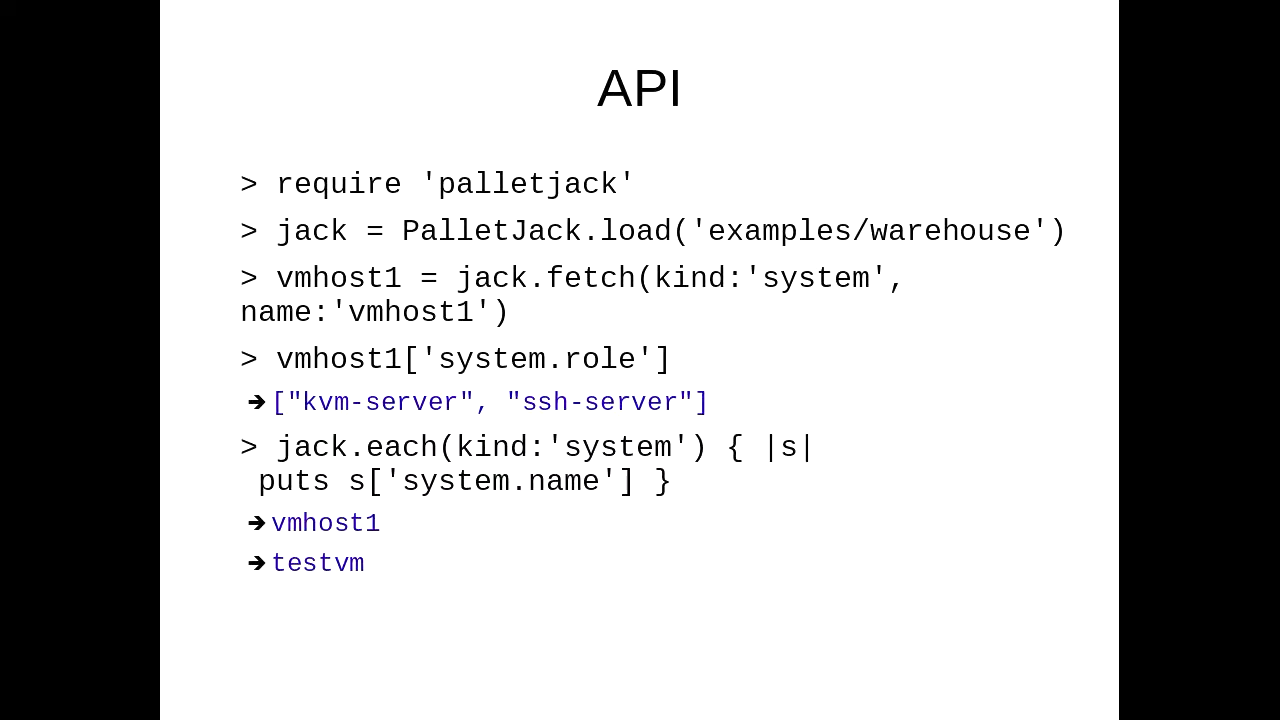 API
> require 'palletjack'
> jack = PalletJack.load('examples/warehouse')
> vmhost1 = jack.fetch(kind:'system',
name:'vmhost1')
> vmhost1['system.role']
➔ ["kvm-server", "ssh-server"]
> jack.each(kind:'system') { |s|
puts s['system.name'] }
➔ vmhost1
➔ testvm